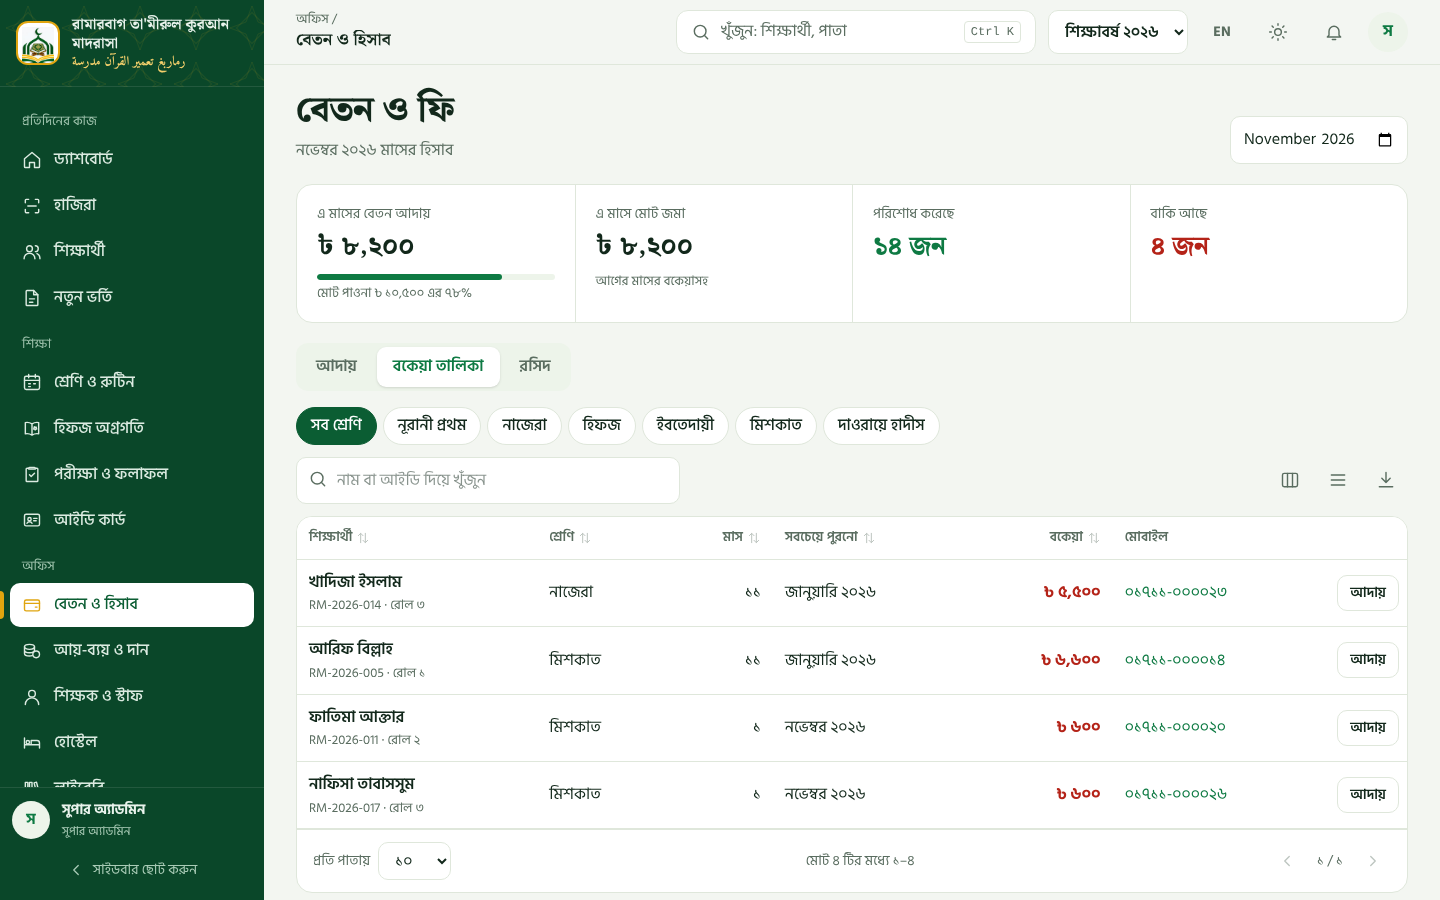 রামারবাগ তা'মীরুল কুরআন
মাদরাসা
رماربغ تعمير القرآن مدرسة
প্রতিদিনের কাজ
ড্যাশবোর্ড
হাজিরা
শিক্ষার্থী
নতুন ভর্তি
শিক্ষা
শ্রেণি ও রুটিন
হিফজ অগ্রগতি
পরীক্ষা ও ফলাফল
আইডি কার্ড
অফিস
বেতন ও হিসাব
আয়-ব্যয় ও দান
শিক্ষক ও স্টাফ
হোস্টেল
স
সুপার অ্যাডমিন
সুপার অ্যাডমিন
সাইডবার ছোট করুন
অফিস /
বেতন ও হিসাব
খুঁজুন: শিক্ষার্থী, পাতা
Ctrl K
শিক্ষাবর্ষ ২০২৬
EN
স
বেতন ও ফি
নভেম্বর ২০২৬ মাসের হিসাব
November 2026
এ মাসের বেতন আদায়
৳ ৮,২০০
মোট পাওনা ৳ ১০,৫০০ এর ৭৮%
এ মাসে মোট জমা
৳ ৮,২০০
আগের মাসের বকেয়াসহ
পরিশোধ করেছে
১৪ জন
বাকি আছে
৪ জন
আদায় বকেয়া তালিকা রসিদ
সব শ্রেণি নূরানী প্রথম নাজেরা হিফজ ইবতেদায়ী মিশকাত দাওরায়ে হাদীস
নাম বা আইডি দিয়ে খুঁজুন
শিক্ষার্থী শ্রেণি মাস সবচেয়ে পুরনো বকেয়া মোবাইল
খাদিজা ইসলাম
RM-2026-014 · রোল ৩
নাজেরা ১১ জানুয়ারি ২০২৬ ৳ ৫,৫০০ ০১৭১১-০০০০২৩ আদায়
আরিফ বিল্লাহ
RM-2026-005 · রোল ১
মিশকাত ১১ জানুয়ারি ২০২৬ ৳ ৬,৬০০ ০১৭১১-০০০০১৪ আদায়
ফাতিমা আক্তার
RM-2026-011 · রোল ২
মিশকাত ১ নভেম্বর ২০২৬ ৳ ৬০০ ০১৭১১-০০০০২০ আদায়
নাফিসা তাবাসসুম
RM-2026-017 · রোল ৩
মিশকাত ১ নভেম্বর ২০২৬ ৳ ৬০০ ০১৭১১-০০০০২৬ আদায়
প্রতি পাতায় ১০ মোট ৪ টির মধ্যে ১–৪ ১ / ১